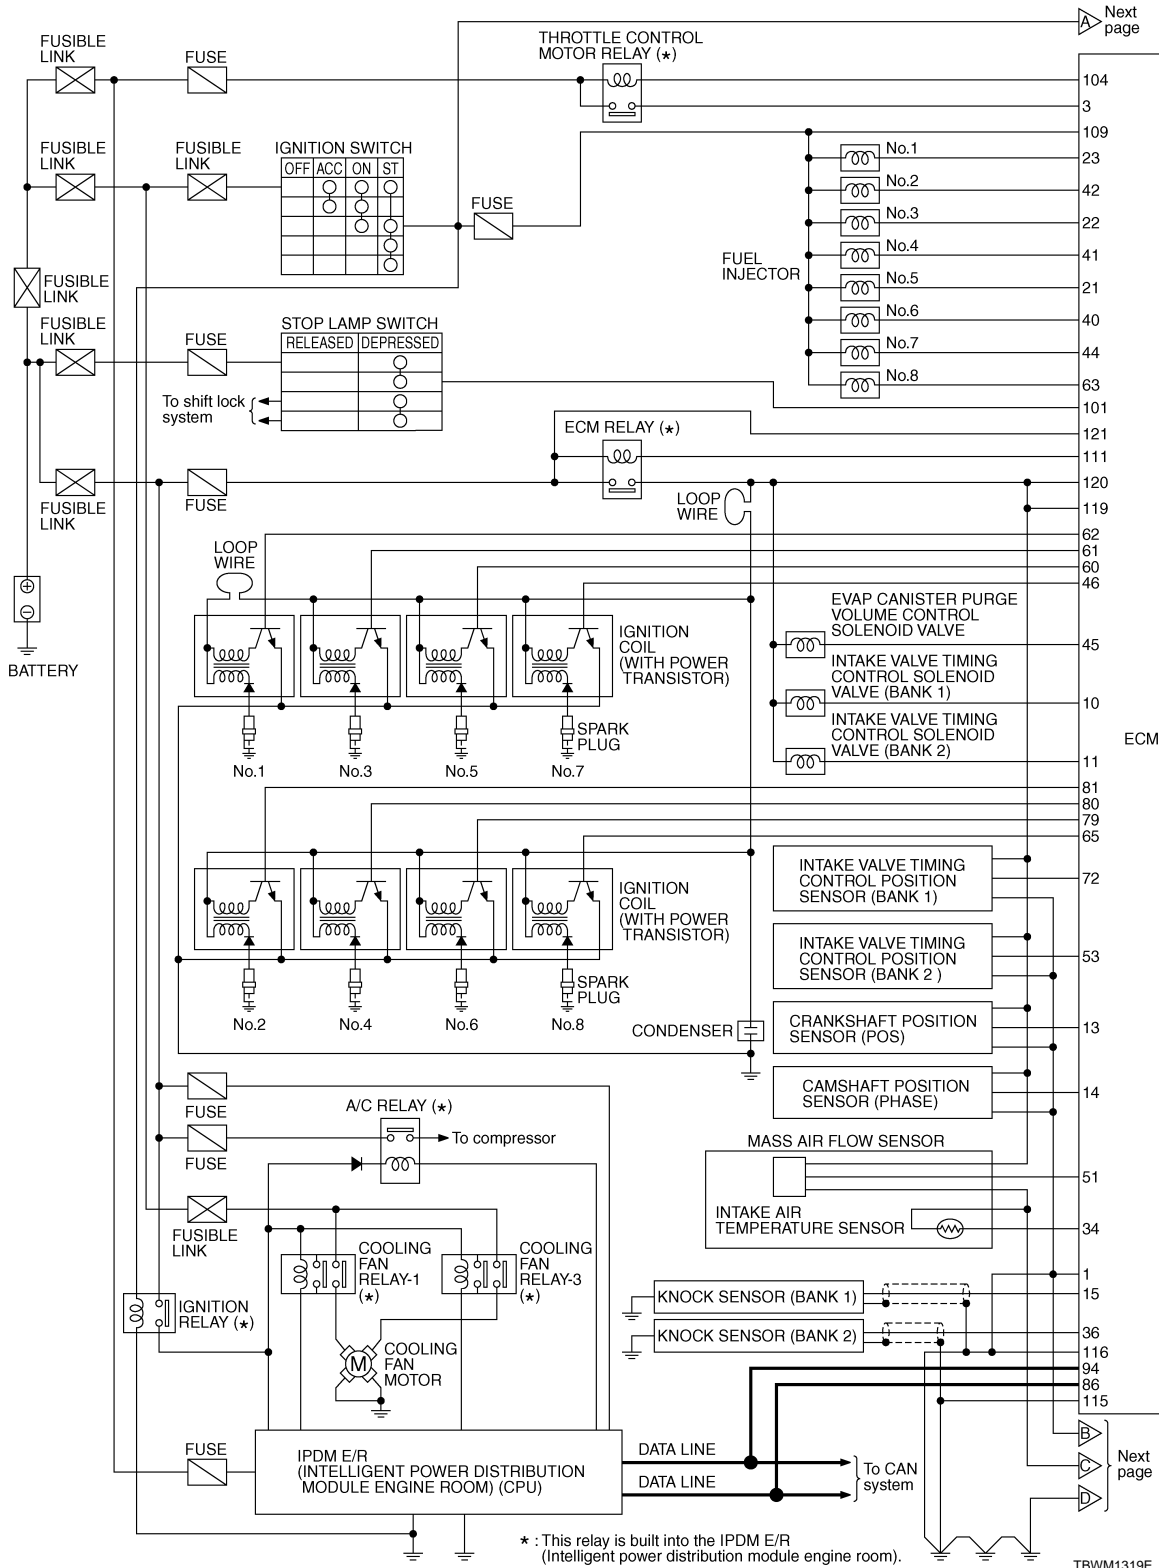 A
Next
page
FUSIBLE
LINK
FUSE
THROTTLE CONTROL
MOTOR RELAY (*)
104
3
109
FUSIBLE
LINK
FUSIBLE
LINK
IGNITION SWITCH
OFF ACC ON ST
FUSE
No.1
23
No.2
42
No.3
22
No.4
41
FUEL
INJECTOR
No.5
21
No.6
40
No.7
44
No.8
63
FUSIBLE
LINK
FUSIBLE
LINK
FUSE
STOP LAMP SWITCH
RELEASED DEPRESSED
To shift lock
system
101
121
ECM RELAY (*)
111
120
119
FUSIBLE
LINK
FUSE
LOOP
WIRE
62
61
60
46
LOOP
WIRE
BATTERY
IGNITION
COIL
(WITH POWER
TRANSISTOR)
SPARK
PLUG
No.1
No.3
No.5
No.7
EVAP CANISTER PURGE
VOLUME CONTROL
SOLENOID VALVE
45
INTAKE VALVE TIMING
CONTROL SOLENOID
VALVE (BANK 1)
10
INTAKE VALVE TIMING
CONTROL SOLENOID
VALVE (BANK 2)
11
ECM
81
80
79
65
IGNITION
COIL
(WITH POWER
TRANSISTOR)
SPARK
PLUG
No.2
No.4
No.6
No.8
CONDENSER
INTAKE VALVE TIMING
CONTROL POSITION
SENSOR (BANK 1)
72
INTAKE VALVE TIMING
CONTROL POSITION
SENSOR (BANK 2 )
53
CRANKSHAFT POSITION
SENSOR (POS)
13
CAMSHAFT POSITION
SENSOR (PHASE)
14
FUSE
A/C RELAY (*)
To compressor
FUSE
MASS AIR FLOW SENSOR
51
INTAKE AIR
TEMPERATURE SENSOR
34
FUSIBLE
LINK
COOLING
FAN
RELAY-1
(*)
COOLING
FAN
RELAY-3
(*)
IGNITION
RELAY (*)
M
COOLING
FAN
MOTOR
1
KNOCK SENSOR (BANK 1)
15
KNOCK SENSOR (BANK 2)
36
116
94
86
115
FUSE
IPDM E/R
(INTELLIGENT POWER DISTRIBUTION
MODULE ENGINE ROOM) (CPU)
DATA LINE
DATA LINE
To CAN
system
B
C
D
Next
page
* : This relay is built into the IPDM E/R
(Intelligent power distribution module engine room).
TBWM1319E